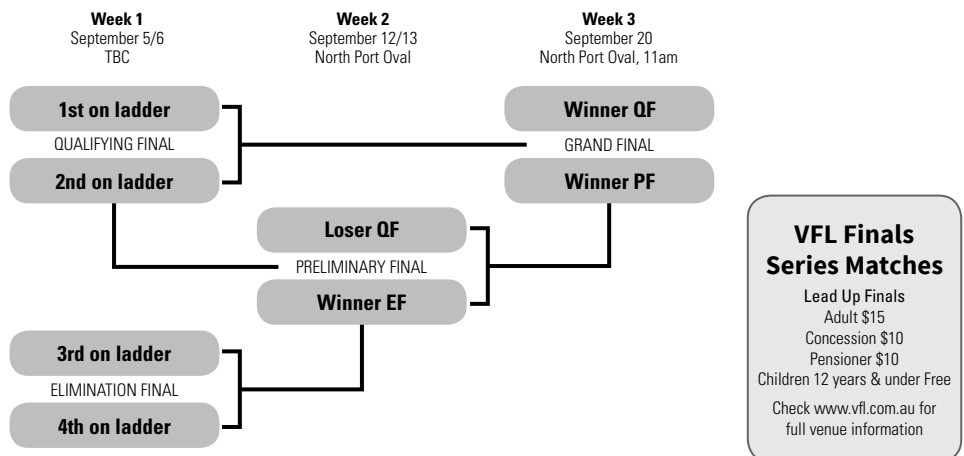 Week 1
September 5/6
TBC
Week 2
September 12/13
North Port Oval
Week 3
September 20
North Port Oval, 11am
1st on ladder
QUALIFYING FINAL
2nd on ladder
Winner QF
GRAND FINAL
Winner PF
Loser QF
PRELIMINARY FINAL
Winner EF
3rd on ladder
ELIMINATION FINAL
4th on ladder
VFL Finals
Series Matches
Lead Up Finals
Adult $15
Concession $10
Pensioner $10
Children 12 years & under Free
Check www.vfl.com.au for
full venue information